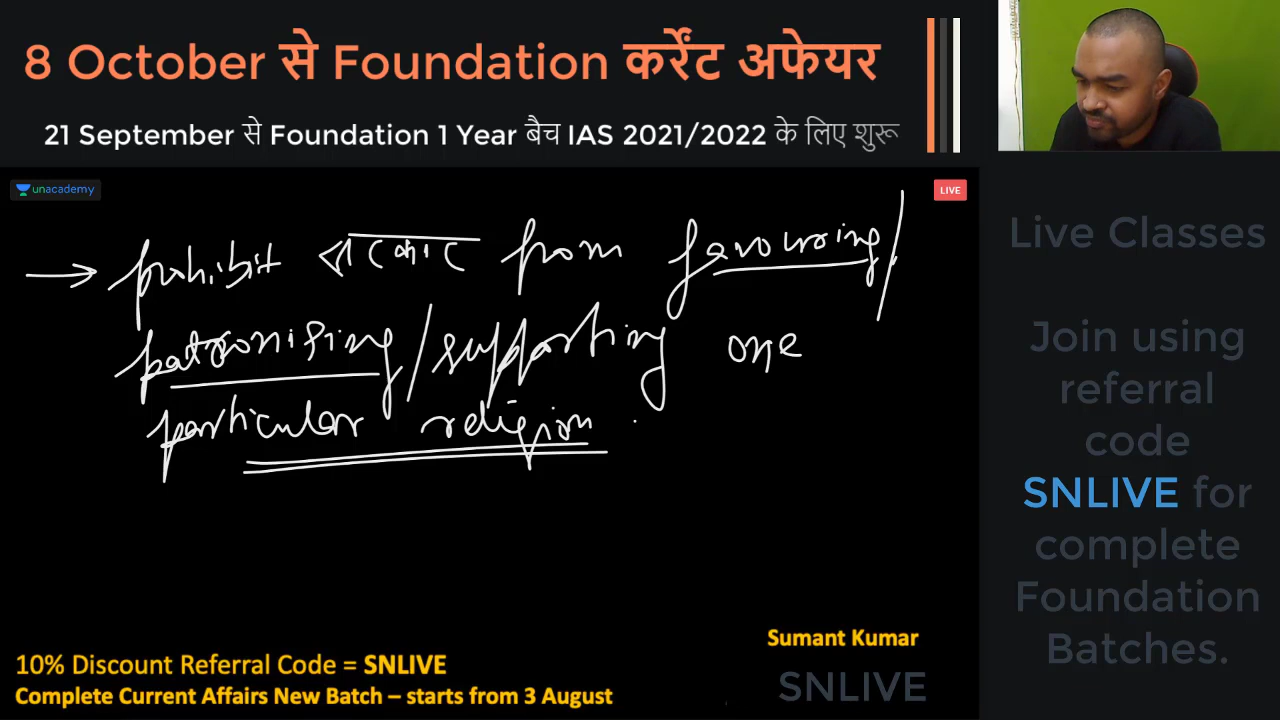 8 October से Foundation कर्रेंट अफेयर
21 September से Foundation 1 Year बैच IAS 2021/2022 के लिए शुरू
unacademy
LIVE
→ prohibit सरकार from favouring/
patronising/supporting one
particular religion.
Sumant Kumar
10% Discount Referral Code = SNLIVE
SNLIVE
Complete Current Affairs New Batch – starts from 3 August
Live Classes
Join using
referral
code
SNLIVE for
complete
Foundation
Batches.